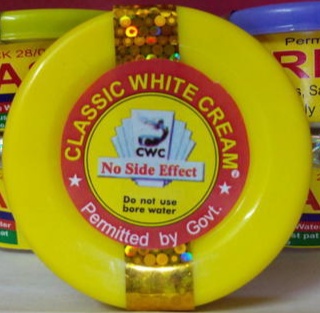 CLASSIC WHITE CREAM
CWC
No Side Effect
Do not use
bore water
Permitted by Govt.